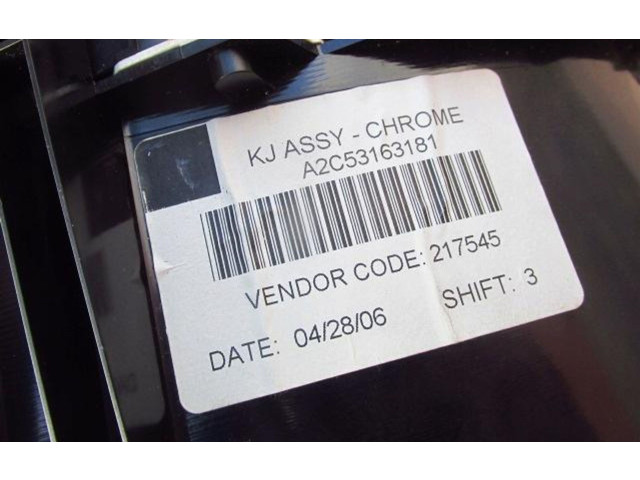 KJ ASSY - CHROME
A2C53163181
VENDOR CODE: 217545
DATE: 04/28/06 SHIFT: 3